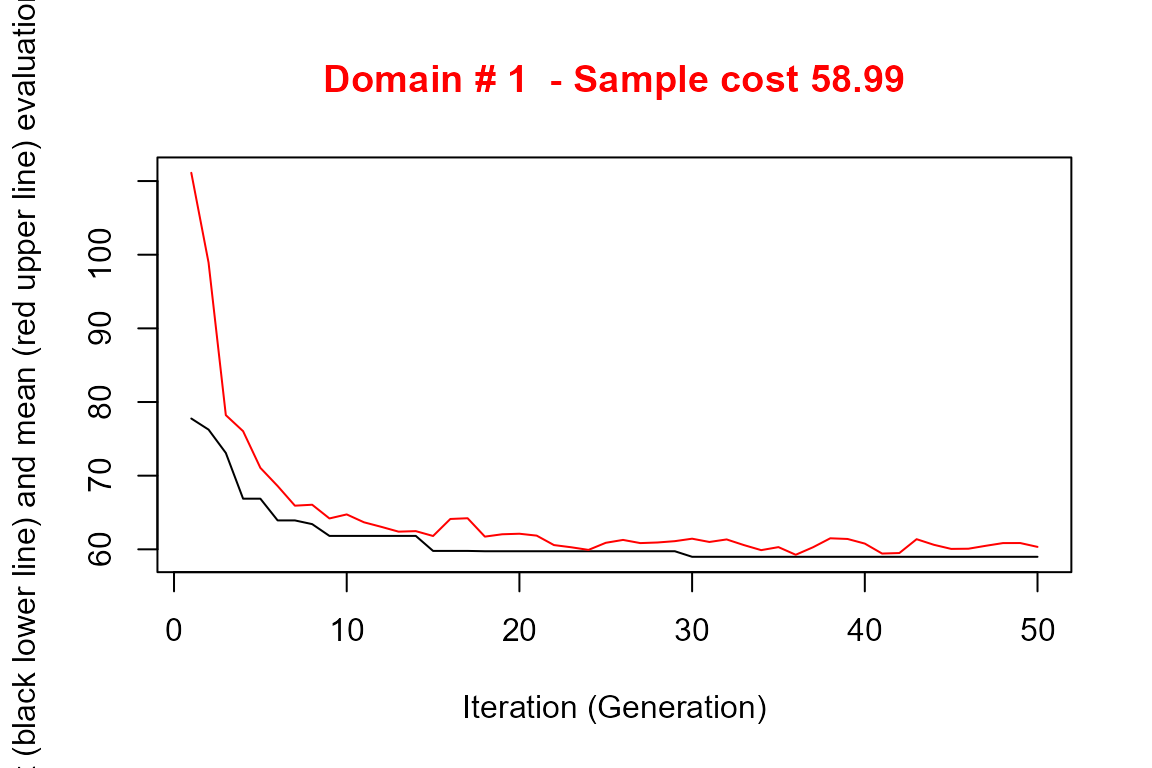 Domain # 1  - Sample cost 58.99
(black lower line) and mean (red upper line) evaluation
100
90
80
70
60
0 10 20 30 40 50
Iteration (Generation)